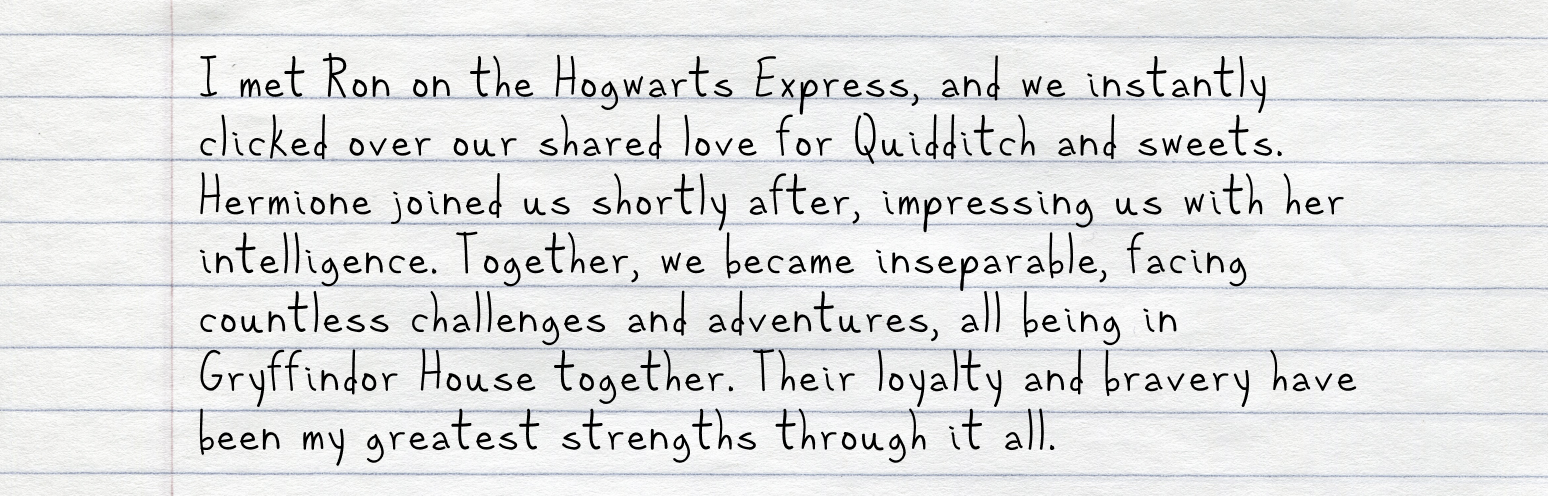 I met Ron on the Hogwarts Express, and we instantly
clicked over our shared love for Quidditch and sweets.
Hermione joined us shortly after, impressing us with her
intelligence. Together, we became inseparable, facing
countless challenges and adventures, all being in
Gryffindor House together. Their loyalty and bravery have
been my greatest strengths through it all.